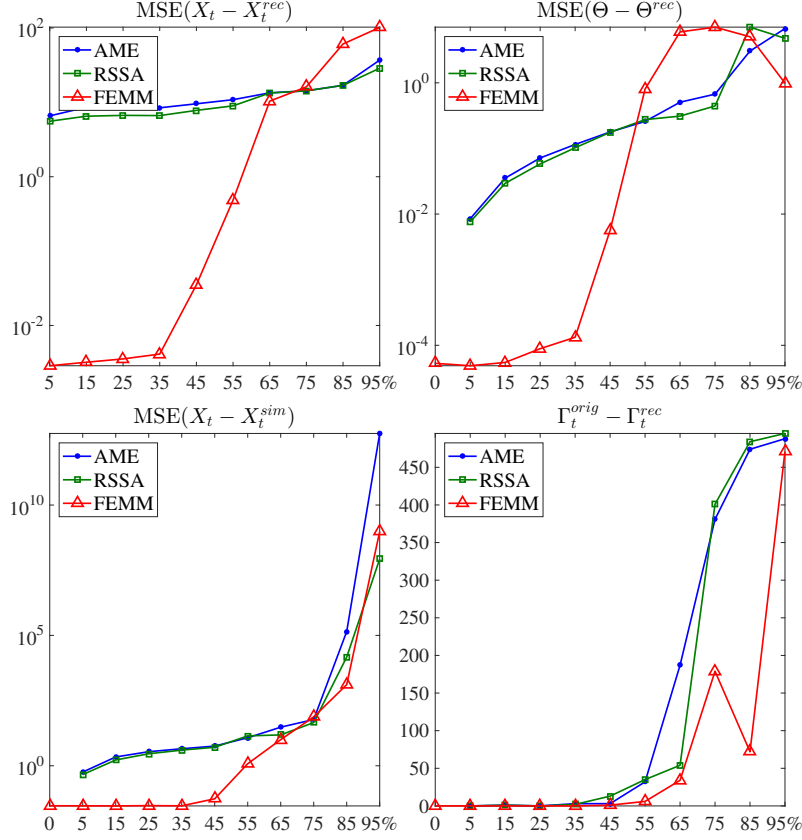 MSE(X_t − X_t^{rec})
10^2
10^0
10^{-2}
AME
RSSA
FEMM
5 15 25 35 45 55 65 75 85 95%
MSE(Θ − Θ^{rec})
10^0
10^{-2}
10^{-4}
AME
RSSA
FEMM
0 5 15 25 35 45 55 65 75 85 95%
MSE(X_t − X_t^{sim})
10^{10}
10^5
10^0
AME
RSSA
FEMM
0 5 15 25 35 45 55 65 75 85 95%
Γ_t^{orig} − Γ_t^{rec}
450
400
350
300
250
200
150
100
50
0
AME
RSSA
FEMM
0 5 15 25 35 45 55 65 75 85 95%